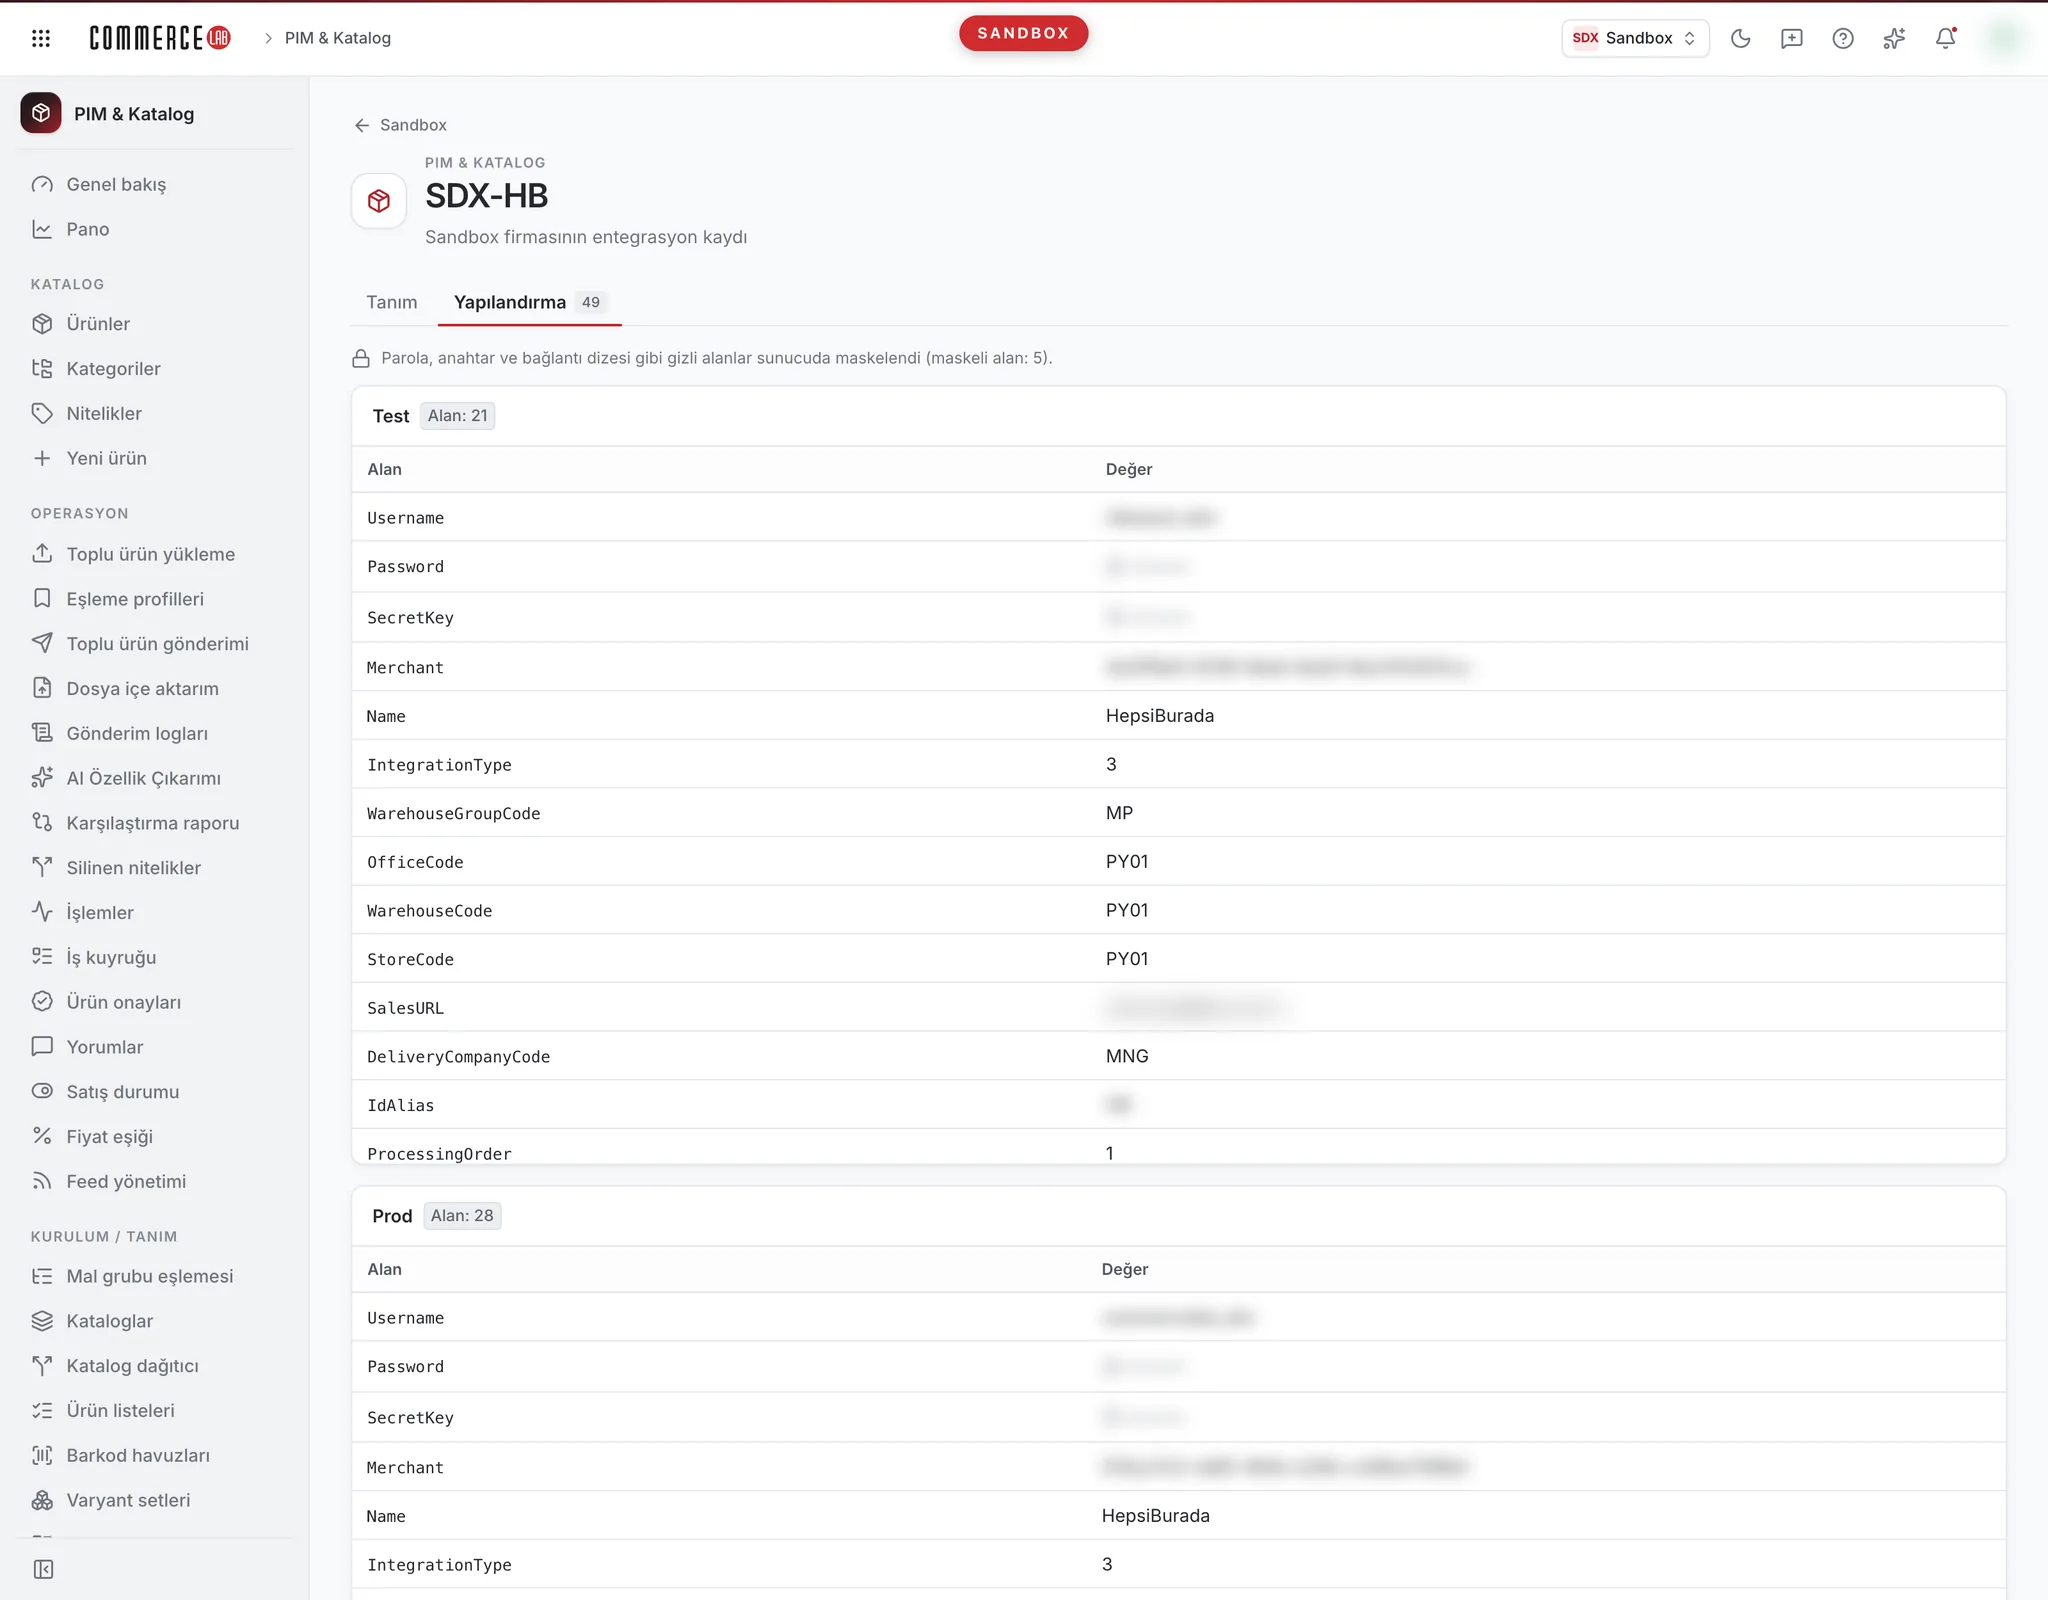 COMMERCE LAB
PIM & Katalog
SANDBOX
SDX Sandbox
PIM & Katalog
Genel bakış
Pano
KATALOG
Ürünler
Kategoriler
Nitelikler
Yeni ürün
OPERASYON
Toplu ürün yükleme
Eşleme profilleri
Toplu ürün gönderimi
Dosya içe aktarım
Gönderim logları
AI Özellik Çıkarımı
Karşılaştırma raporu
Silinen nitelikler
İşlemler
İş kuyruğu
Ürün onayları
Yorumlar
Satış durumu
Fiyat eşiği
Feed yönetimi
KURULUM / TANIM
Mal grubu eşlemesi
Kataloglar
Katalog dağıtıcı
Ürün listeleri
Barkod havuzları
Varyant setleri
Sandbox
PIM & KATALOG
SDX-HB
Sandbox firmasının entegrasyon kaydı
Tanım
Yapılandırma 49
Parola, anahtar ve bağlantı dizesi gibi gizli alanlar sunucuda maskelendi (maskeli alan: 5).
Test Alan: 21
Alan Değer
Username
Password
SecretKey
Merchant
Name HepsiBurada
IntegrationType 3
WarehouseGroupCode MP
OfficeCode PY01
WarehouseCode PY01
StoreCode PY01
SalesURL
DeliveryCompanyCode MNG
IdAlias
ProcessingOrder 1
Prod Alan: 28
Alan Değer
Username
Password
SecretKey
Merchant
Name HepsiBurada
IntegrationType 3